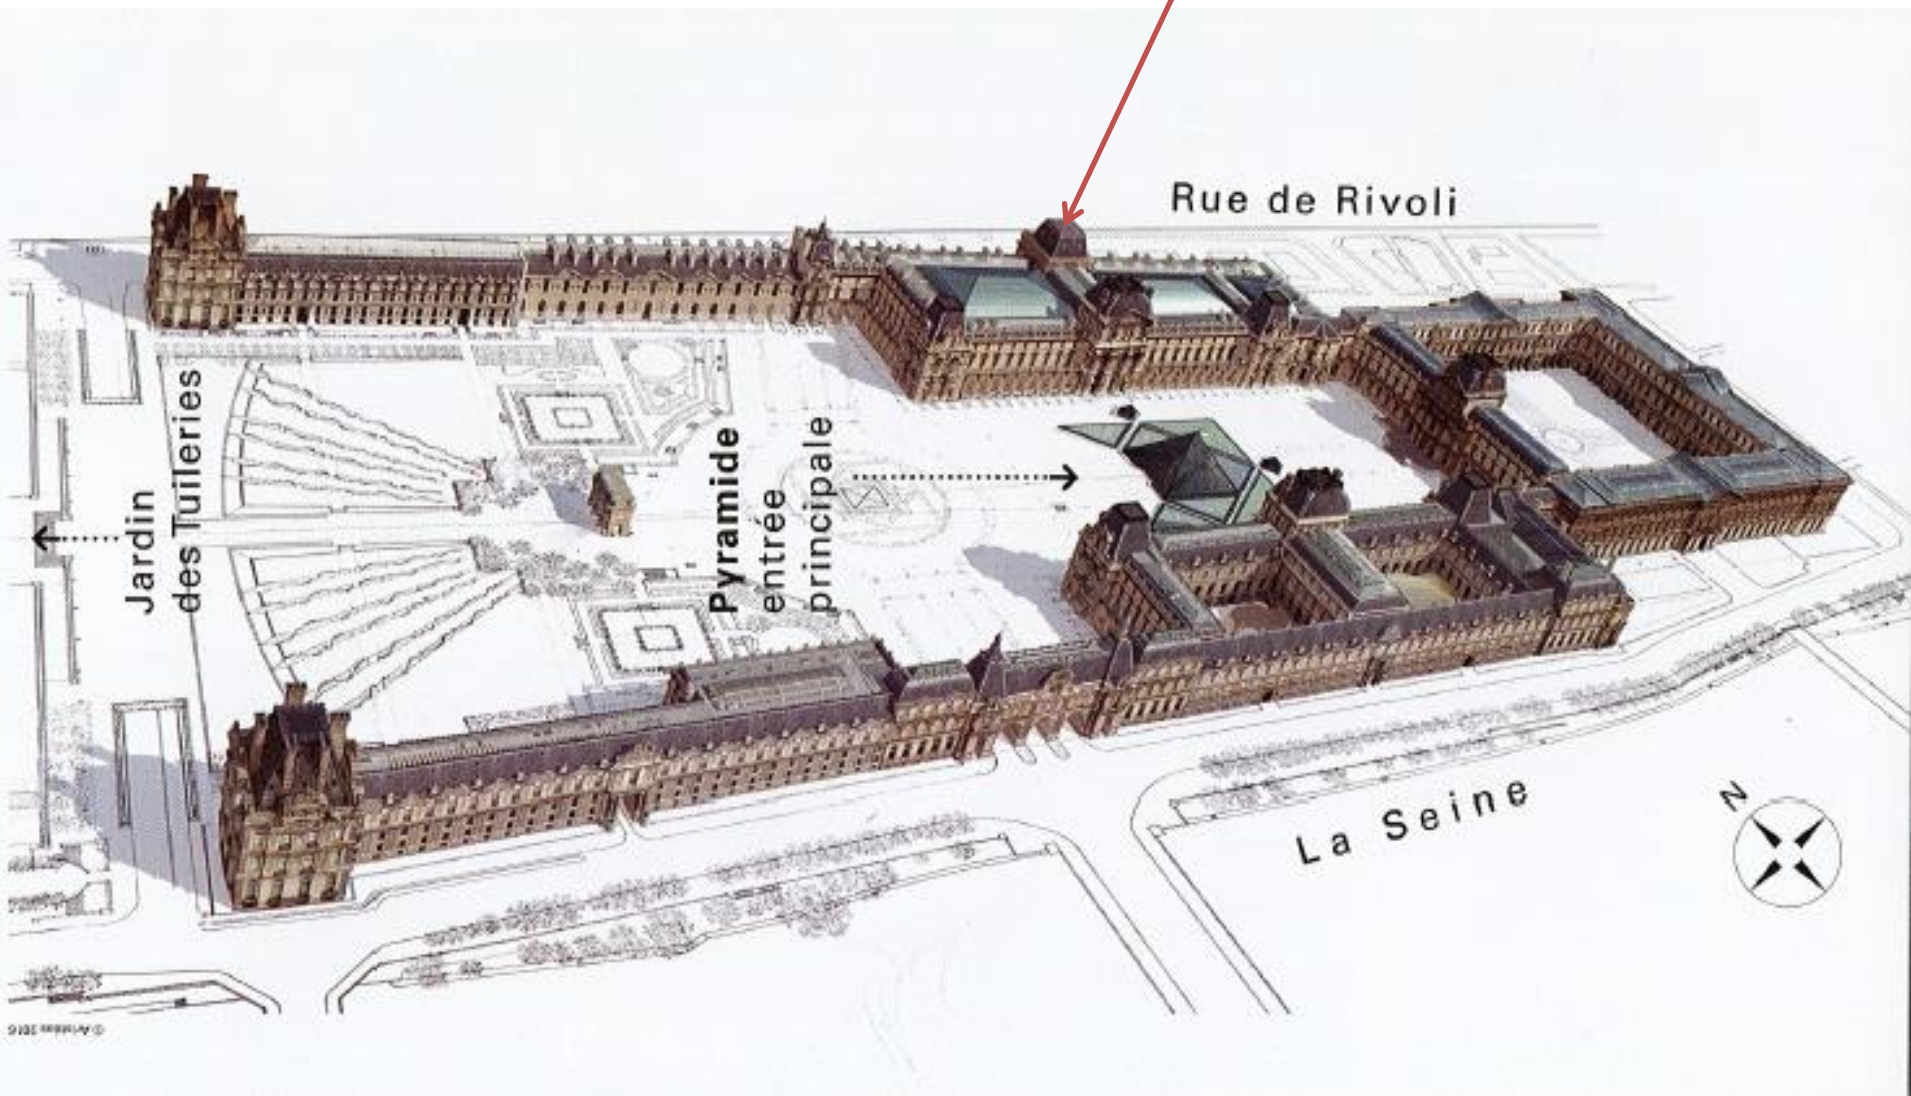 Rue de Rivoli
Jardin
des Tuileries
Pyramide
entrée
principale
La Seine
N